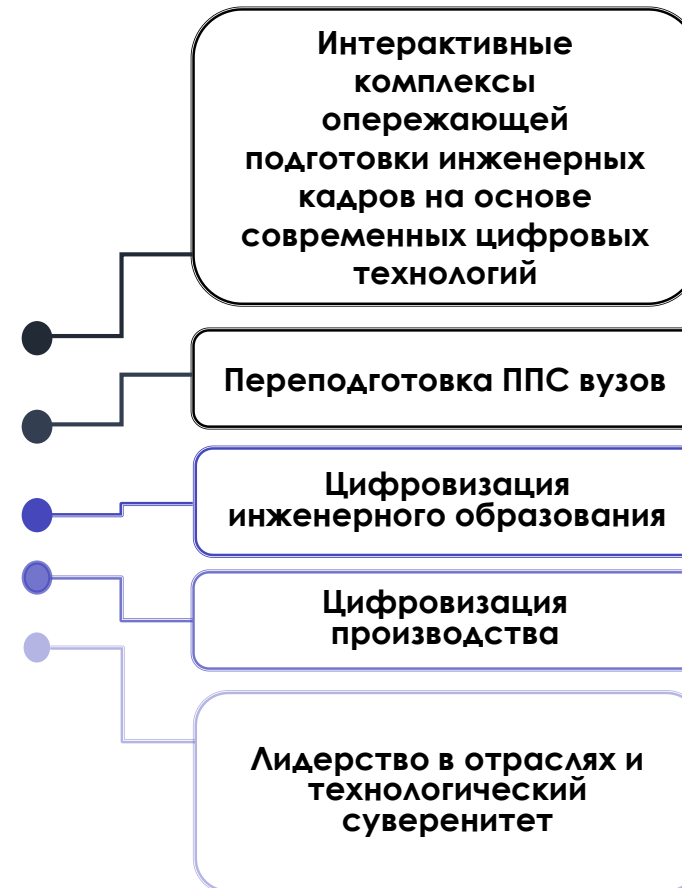 Интерактивные
комплексы
опережающей
подготовки инженерных
кадров на основе
современных цифровых
технологий
Переподготовка ППС вузов
Цифровизация
инженерного образования
Цифровизация
производства
Лидерство в отраслях и
технологический
суверенитет